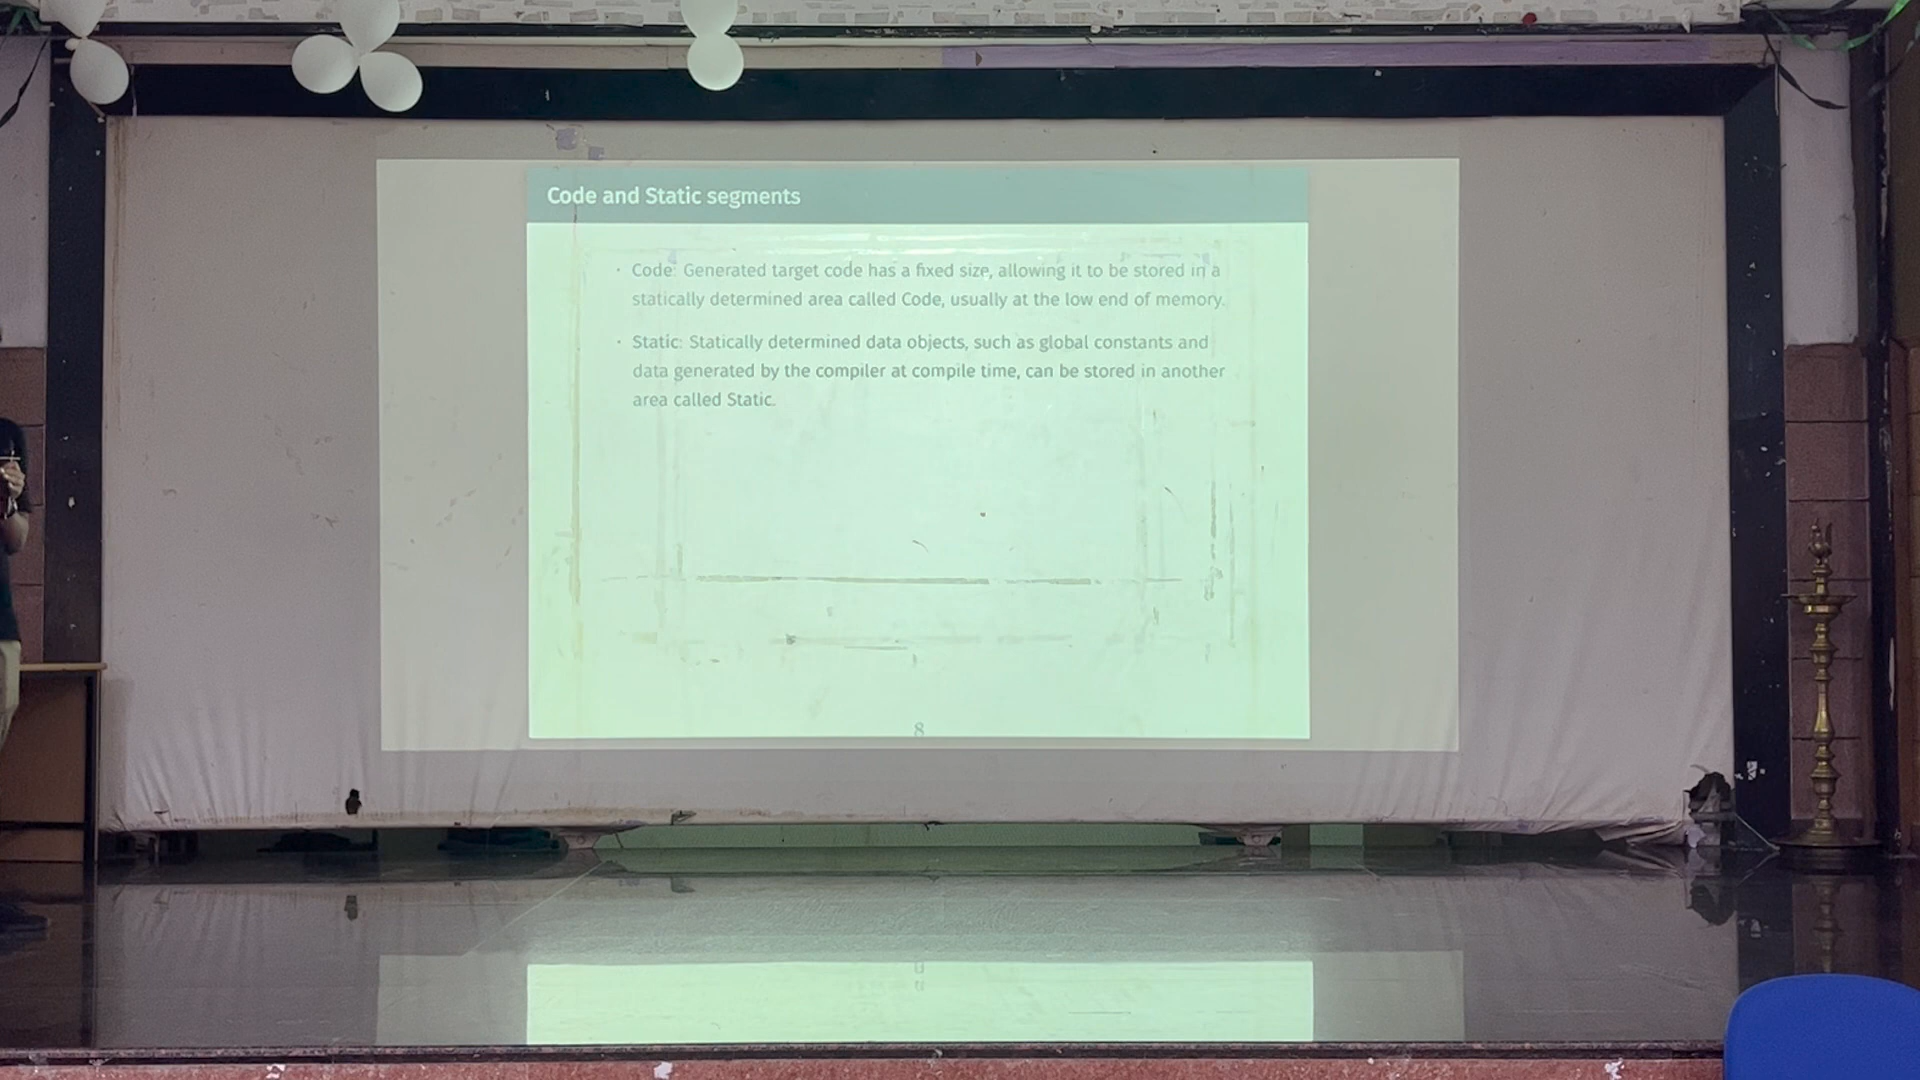 Code and Static segments
· Code: Generated target code has a fixed size, allowing it to be stored in a
statically determined area called Code, usually at the low end of memory.
· Static: Statically determined data objects, such as global constants and
data generated by the compiler at compile time, can be stored in another
area called Static.
8